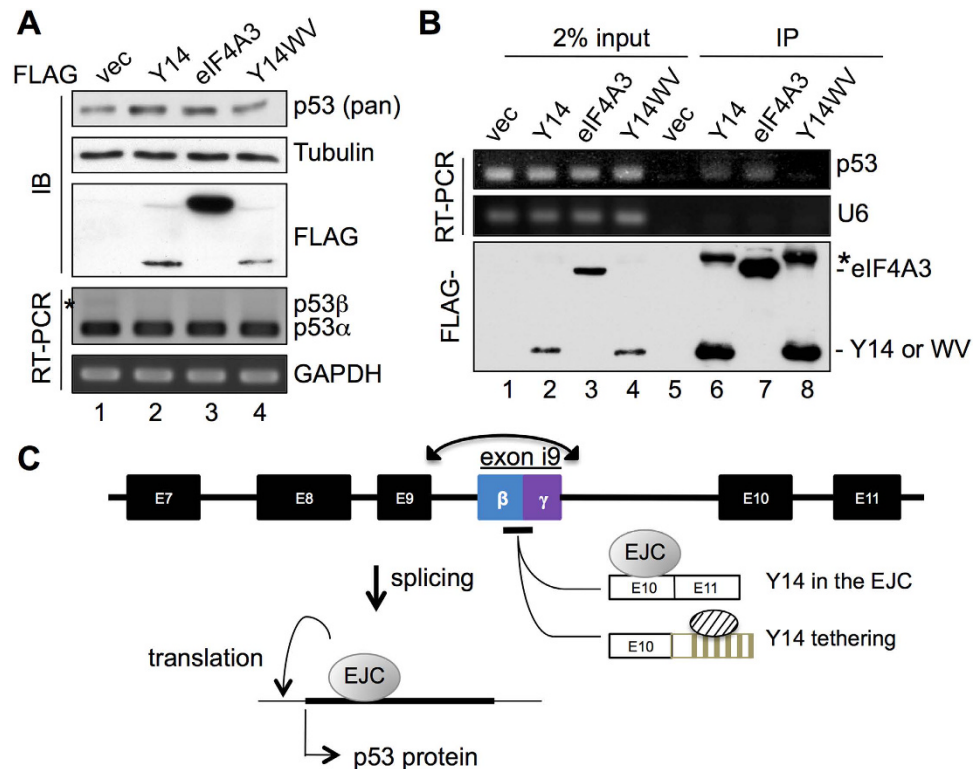 A
FLAG vec Y14 eIF4A3 Y14WV
IB
p53 (pan)
Tubulin
FLAG
RT-PCR
*
p53β
p53α
GAPDH
1 2 3 4
B
2% input IP
vec Y14 eIF4A3 Y14WV vec Y14 eIF4A3 Y14WV
RT-PCR
p53
U6
FLAG-
*
-eIF4A3
- Y14 or WV
1 2 3 4 5 6 7 8
C
exon i9
E7 E8 E9 β γ E10 E11
splicing
EJC
E10 E11
Y14 in the EJC
E10
Y14 tethering
translation
EJC
p53 protein